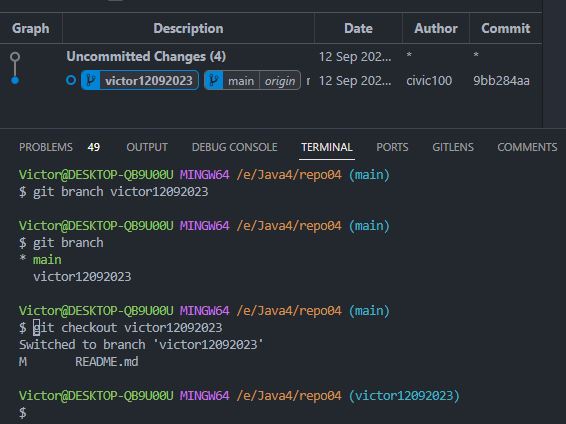 Graph Description Date Author Commit
Uncommitted Changes (4) 12 Sep 202... * *
victor12092023 main origin 12 Sep 202... civic100 9bb284aa
PROBLEMS 49 OUTPUT DEBUG CONSOLE TERMINAL PORTS GITLENS COMMENTS
Victor@DESKTOP-QB9U00U MINGW64 /e/Java4/repo04 (main)
$ git branch victor12092023
Victor@DESKTOP-QB9U00U MINGW64 /e/Java4/repo04 (main)
$ git branch
* main
victor12092023
Victor@DESKTOP-QB9U00U MINGW64 /e/Java4/repo04 (main)
$ git checkout victor12092023
Switched to branch 'victor12092023'
M README.md
Victor@DESKTOP-QB9U00U MINGW64 /e/Java4/repo04 (victor12092023)
$